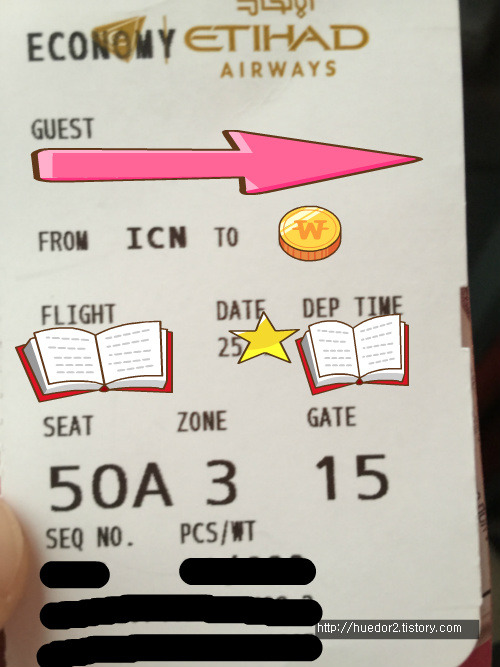 ECONOMY ETIHAD
AIRWAYS
GUEST
FROM ICN TO
FLIGHT DATE DEP TIME
25
SEAT ZONE GATE
50A 3 15
SEQ NO. PCS/WT
http://huedor2.tistory.com